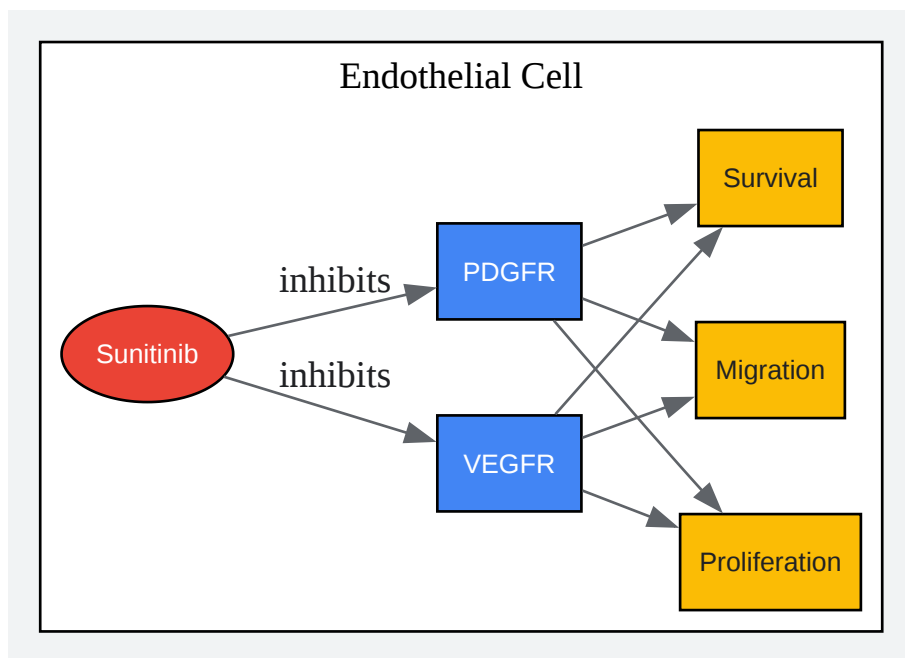 Endothelial Cell
Survival
PDGFR
inhibits
Sunitinib
Migration
inhibits
VEGFR
Proliferation